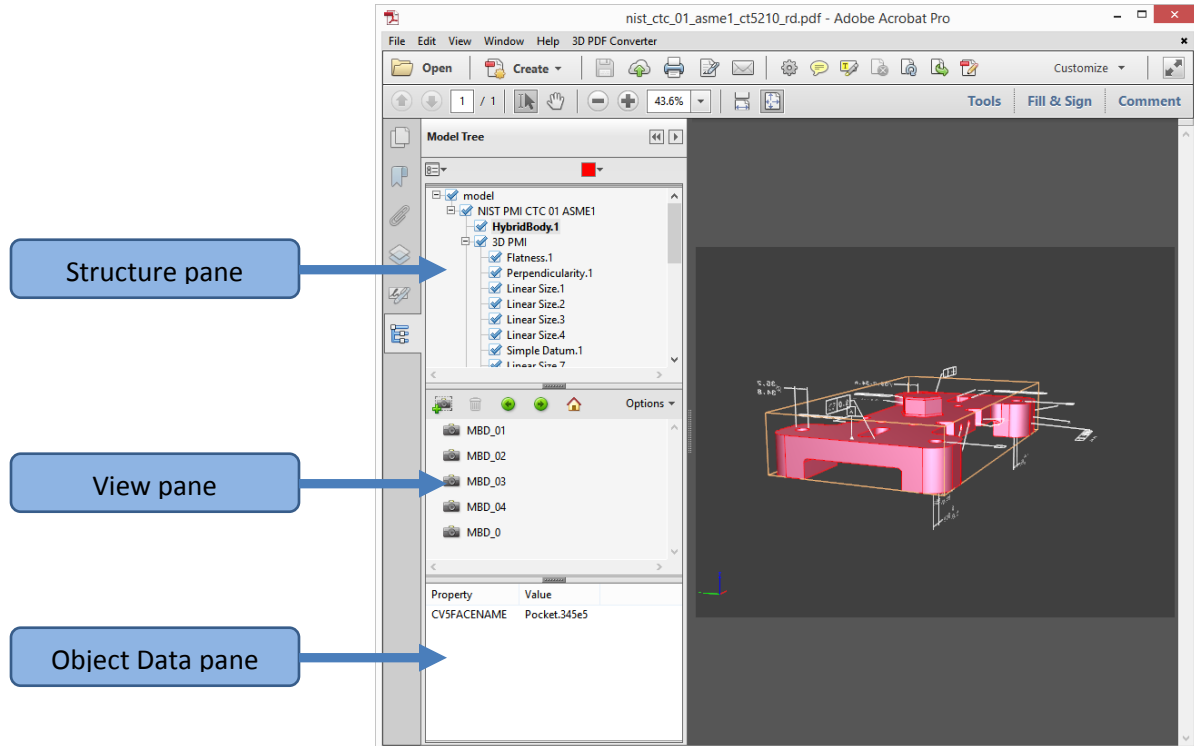 nist_ctc_01_asme1_ct5210_rd.pdf - Adobe Acrobat Pro
File Edit View Window Help 3D PDF Converter
Open Create Customize
1 / 1 43.6% Tools Fill & Sign Comment
Model Tree
model
NIST PMI CTC 01 ASME1
HybridBody.1
3D PMI
Flatness.1
Perpendicularity.1
Linear Size.1
Linear Size.2
Linear Size.3
Linear Size.4
Simple Datum.1
Linear Size.7
Options
MBD_01
MBD_02
MBD_03
MBD_04
MBD_0
Property Value
CV5FACENAME Pocket.345e5
Structure pane
View pane
Object Data pane